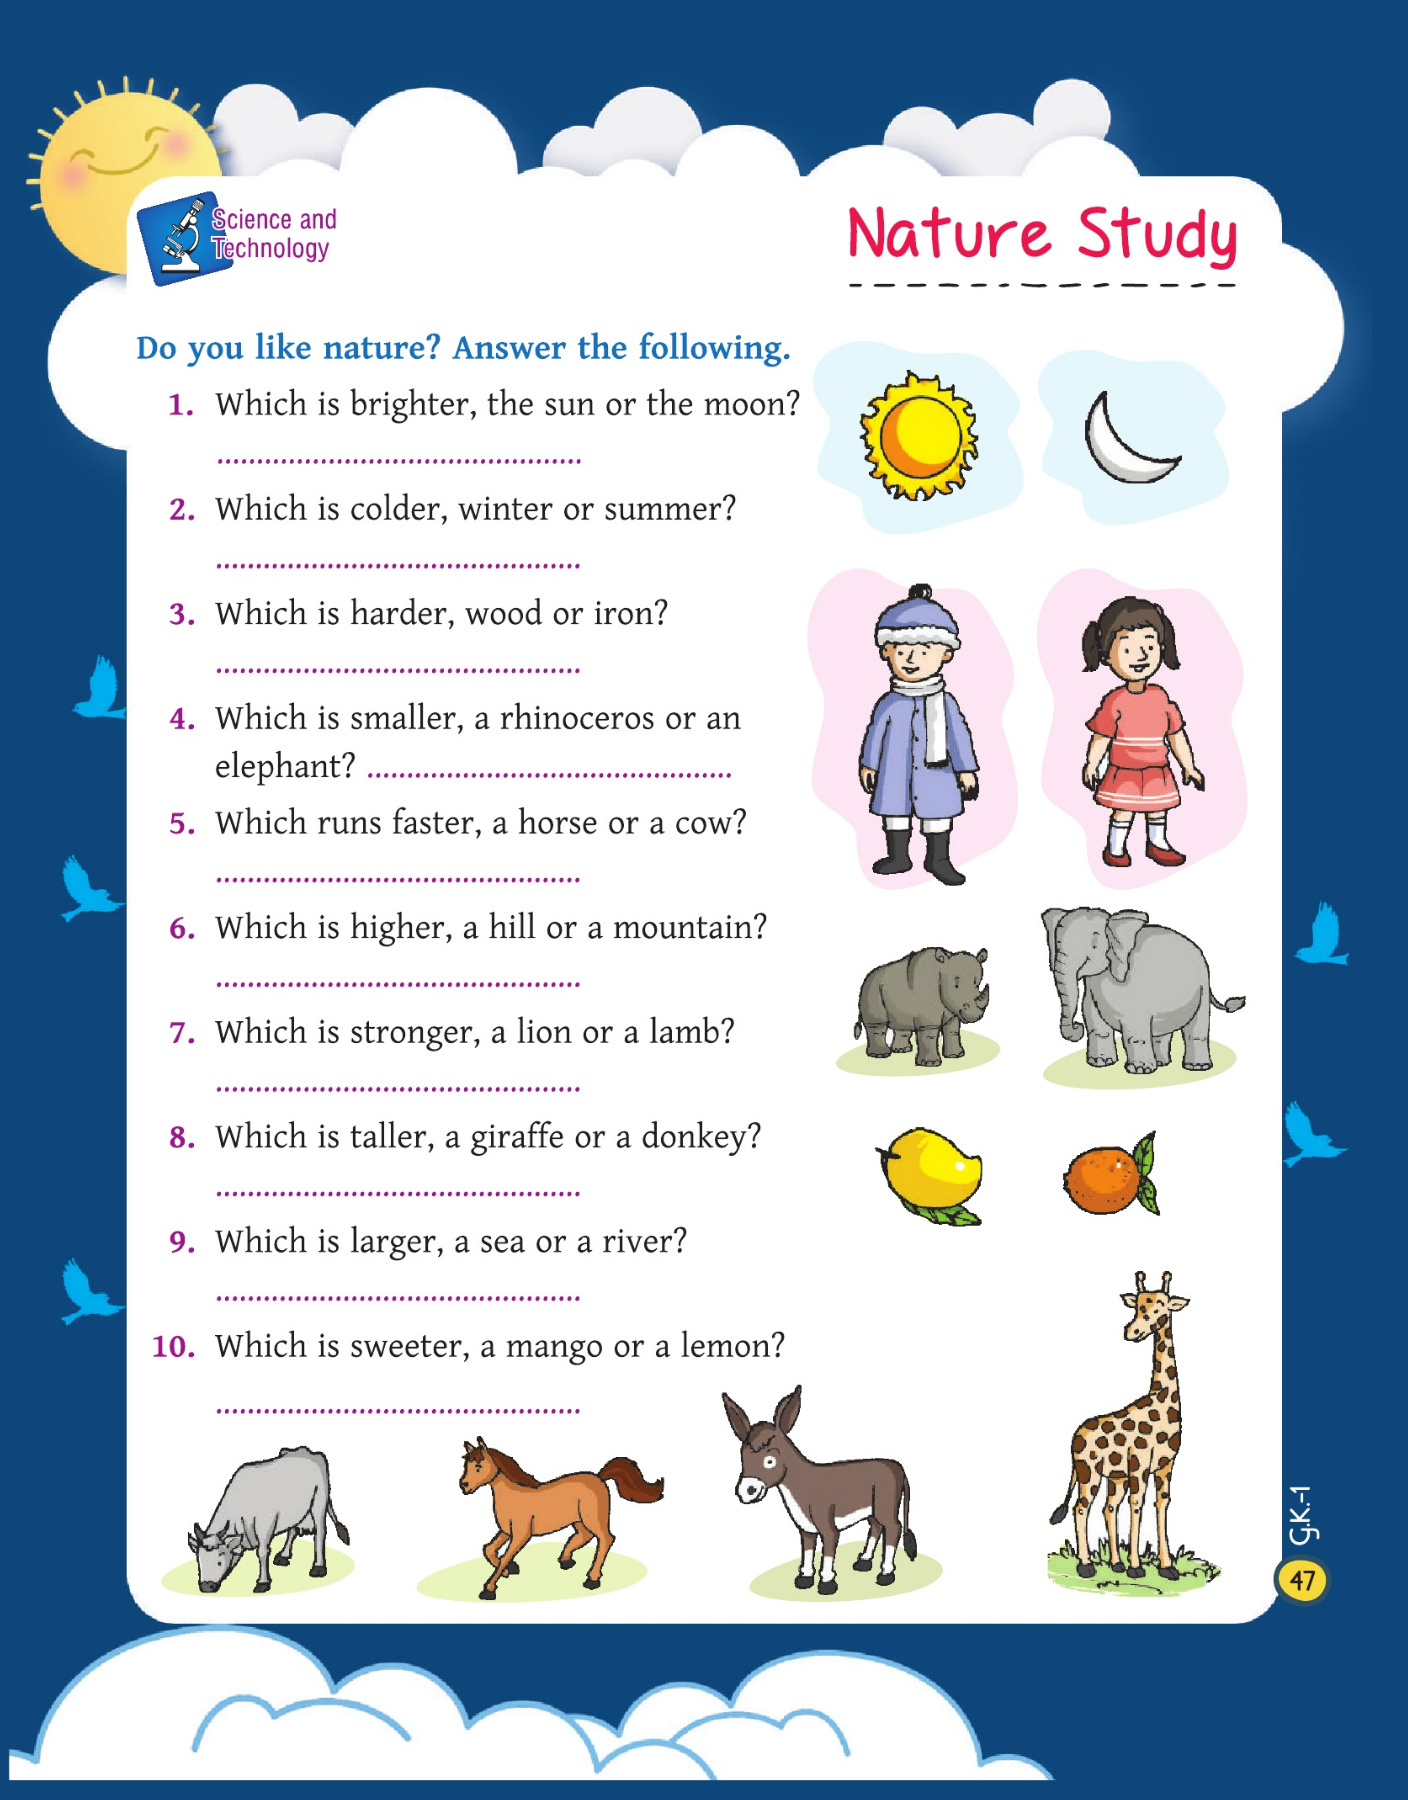 Science and
Technology
Nature Study
Do you like nature? Answer the following.
1. Which is brighter, the sun or the moon?
..............................................
2. Which is colder, winter or summer?
..............................................
3. Which is harder, wood or iron?
..............................................
4. Which is smaller, a rhinoceros or an
elephant? ..............................................
5. Which runs faster, a horse or a cow?
..............................................
6. Which is higher, a hill or a mountain?
..............................................
7. Which is stronger, a lion or a lamb?
..............................................
8. Which is taller, a giraffe or a donkey?
..............................................
9. Which is larger, a sea or a river?
..............................................
10. Which is sweeter, a mango or a lemon?
..............................................
G.K.-1
47